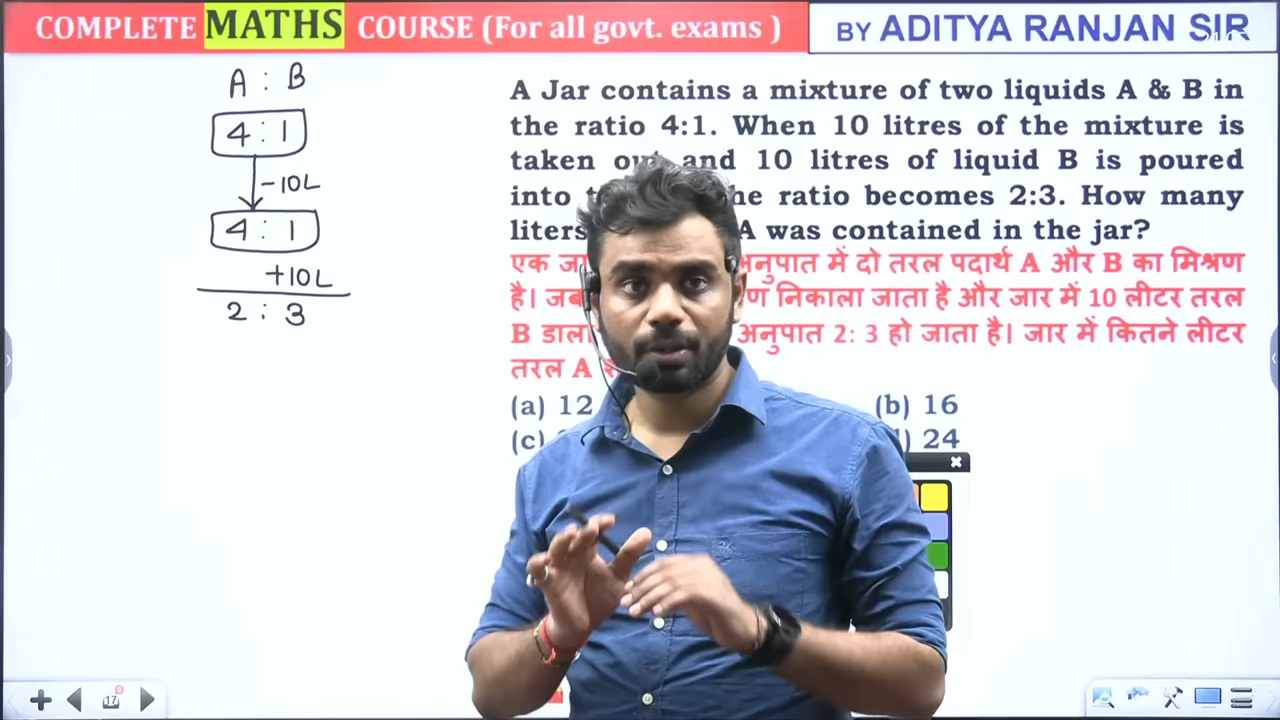 COMPLETE MATHS COURSE (For all govt. exams )
BY ADITYA RANJAN SIR
A : B
4 : 1
-10L
4 : 1
+10L
2 : 3
A Jar contains a mixture of two liquids A & B in
the ratio 4:1. When 10 litres of the mixture is
taken out and 10 litres of liquid B is poured
into the ratio becomes 2:3. How many
liters A was contained in the jar?
एक अनुपात में दो तरल पदार्थ A और B का मिश्रण
है। जब निकाला जाता है और जार में 10 लीटर तरल
B डाला अनुपात 2: 3 हो जाता है। जार में कितने लीटर
तरल A
(a) 12
(b) 16
(c)
24
17